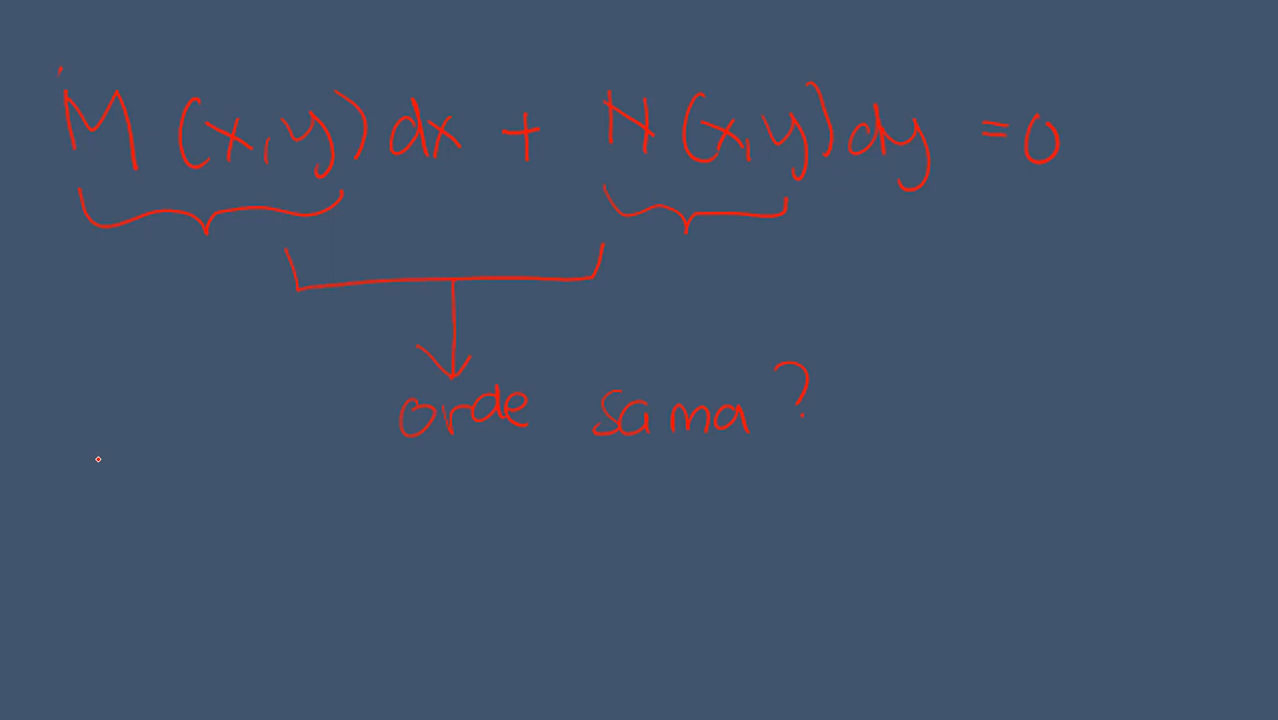 M(x,y)dx + N(x,y)dy = 0
orde sama?